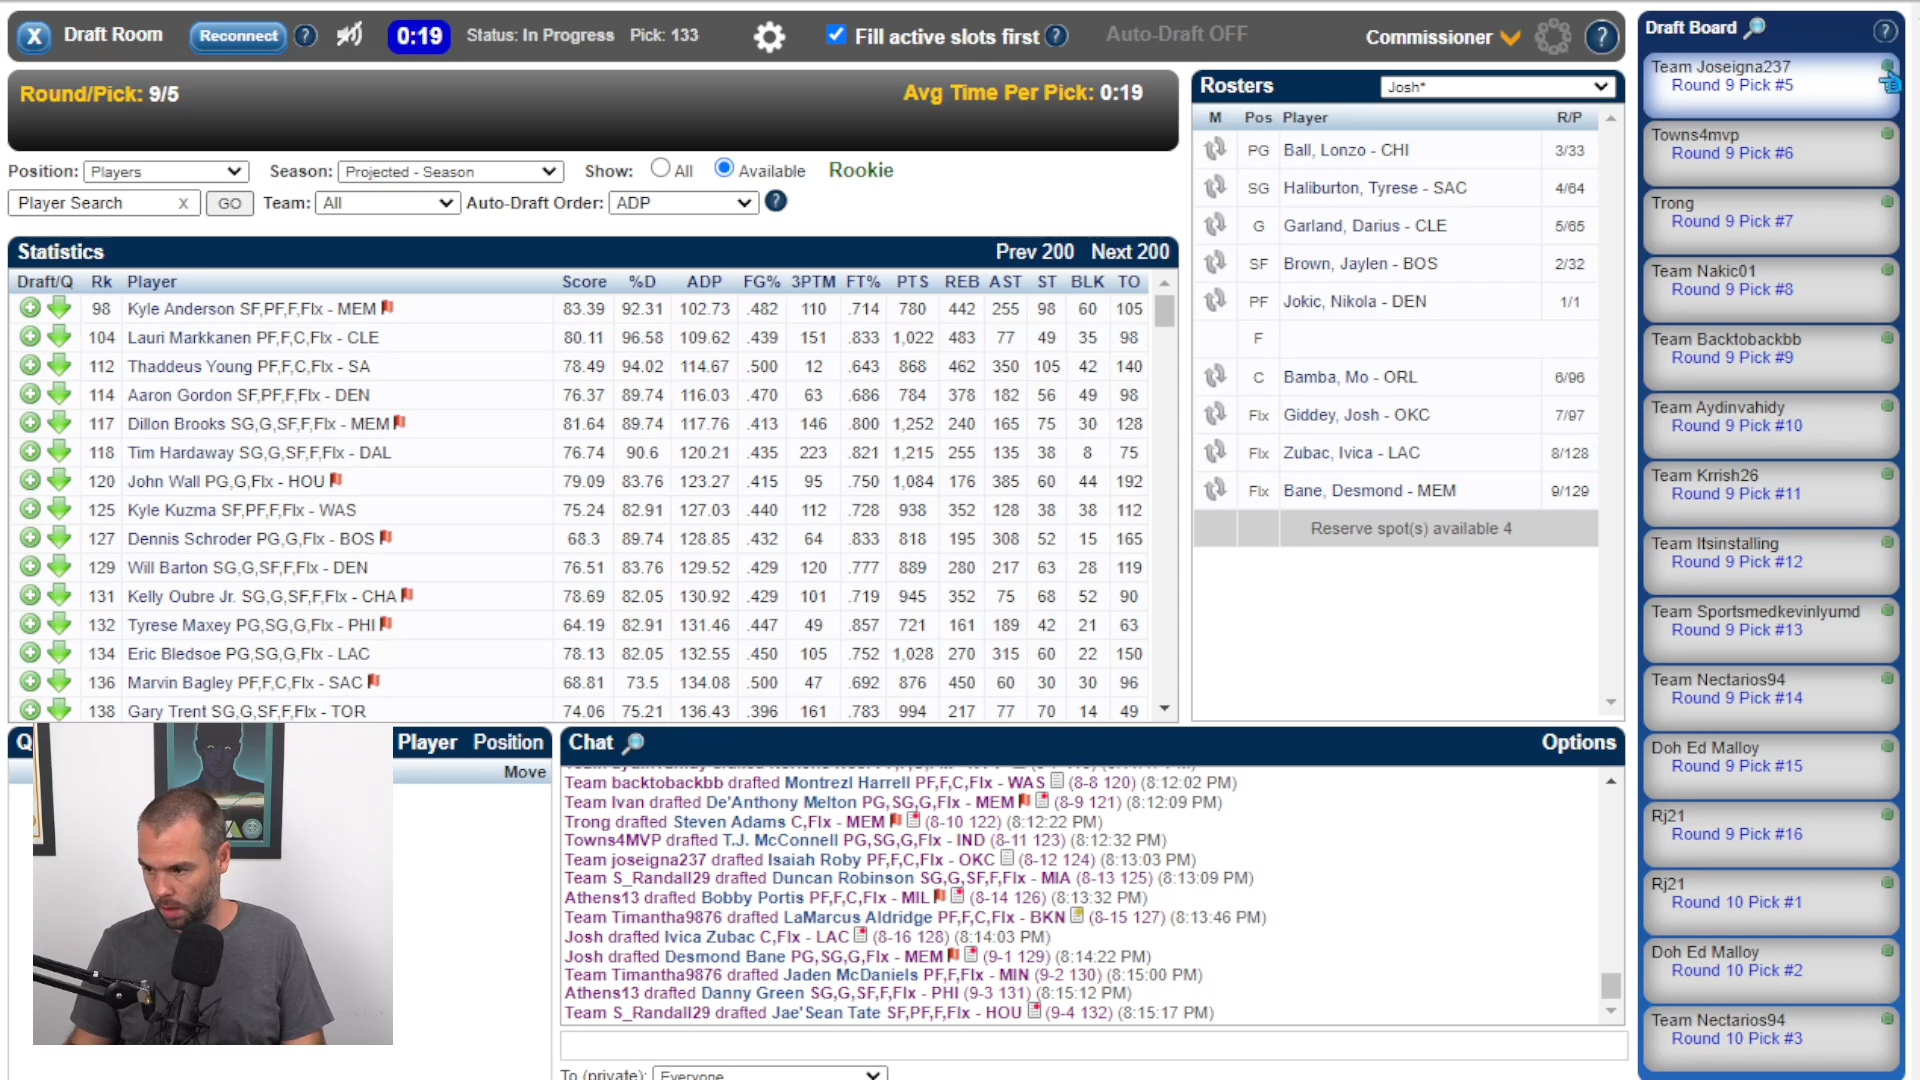 X Draft Room Reconnect ? 0:19 Status: In Progress Pick: 133 Fill active slots first ? Auto-Draft OFF Commissioner ?
Round/Pick: 9/5 Avg Time Per Pick: 0:19
Position: Players Season: Projected - Season Show: All Available Rookie
Player Search x GO Team: All Auto-Draft Order: ADP ?
Statistics Prev 200 Next 200
Draft/Q Rk Player Score %D ADP FG% 3PTM FT% PTS REB AST ST BLK TO
98 Kyle Anderson SF,PF,F,Flx - MEM 83.39 92.31 102.73 .482 110 .714 780 442 255 98 60 105
104 Lauri Markkanen PF,F,C,Flx - CLE 80.11 96.58 109.62 .439 151 .833 1,022 483 77 49 35 98
112 Thaddeus Young PF,F,C,Flx - SA 78.49 94.02 114.67 .500 12 .643 868 462 350 105 42 140
114 Aaron Gordon SF,PF,F,Flx - DEN 76.37 89.74 116.03 .470 63 .686 784 378 182 56 49 98
117 Dillon Brooks SG,G,SF,F,Flx - MEM 81.64 89.74 117.76 .413 146 .800 1,252 240 165 75 30 128
118 Tim Hardaway SG,G,SF,F,Flx - DAL 76.74 90.6 120.21 .435 223 .821 1,215 255 135 38 8 75
120 John Wall PG,G,Flx - HOU 79.09 83.76 123.27 .415 95 .750 1,084 176 385 60 44 192
125 Kyle Kuzma SF,PF,F,Flx - WAS 75.24 82.91 127.03 .440 112 .728 938 352 128 38 38 112
127 Dennis Schroder PG,G,Flx - BOS 68.3 89.74 128.85 .432 64 .833 818 195 308 52 15 165
129 Will Barton SG,G,SF,F,Flx - DEN 76.51 83.76 129.52 .429 120 .777 889 280 217 63 28 119
131 Kelly Oubre Jr. SG,G,SF,F,Flx - CHA 78.69 82.05 130.92 .429 101 .719 945 352 75 68 52 90
132 Tyrese Maxey PG,SG,G,Flx - PHI 64.19 82.91 131.46 .447 49 .857 721 161 189 42 21 63
134 Eric Bledsoe PG,SG,G,Flx - LAC 78.13 82.05 132.55 .450 105 .752 1,028 270 315 60 22 150
136 Marvin Bagley PF,F,C,Flx - SAC 68.81 73.5 134.08 .500 47 .692 876 450 60 30 30 96
138 Gary Trent SG,G,SF,F,Flx - TOR 74.06 75.21 136.43 .396 161 .783 994 217 77 70 14 49
Q Player Position
Move
Rosters Josh*
M Pos Player R/P
PG Ball, Lonzo - CHI 3/33
SG Haliburton, Tyrese - SAC 4/64
G Garland, Darius - CLE 5/65
SF Brown, Jaylen - BOS 2/32
PF Jokic, Nikola - DEN 1/1
F
C Bamba, Mo - ORL 6/96
Flx Giddey, Josh - OKC 7/97
Flx Zubac, Ivica - LAC 8/128
Flx Bane, Desmond - MEM 9/129
Reserve spot(s) available 4
Chat Options
Team backtobackbb drafted Montrezl Harrell PF,F,C,Flx - WAS (8-8 120) (8:12:02 PM)
Team Ivan drafted De'Anthony Melton PG,SG,G,Flx - MEM (8-9 121) (8:12:09 PM)
Trong drafted Steven Adams C,Flx - MEM (8-10 122) (8:12:22 PM)
Towns4MVP drafted T.J. McConnell PG,SG,G,Flx - IND (8-11 123) (8:12:32 PM)
Team joseigna237 drafted Isaiah Roby PF,F,C,Flx - OKC (8-12 124) (8:13:03 PM)
Team S_Randall29 drafted Duncan Robinson SG,G,SF,F,Flx - MIA (8-13 125) (8:13:09 PM)
Athens13 drafted Bobby Portis PF,F,C,Flx - MIL (8-14 126) (8:13:32 PM)
Team Timantha9876 drafted LaMarcus Aldridge PF,F,C,Flx - BKN (8-15 127) (8:13:46 PM)
Josh drafted Ivica Zubac C,Flx - LAC (8-16 128) (8:14:03 PM)
Josh drafted Desmond Bane PG,SG,G,Flx - MEM (9-1 129) (8:14:22 PM)
Team Timantha9876 drafted Jaden McDaniels PF,F,Flx - MIN (9-2 130) (8:15:00 PM)
Athens13 drafted Danny Green SG,G,SF,F,Flx - PHI (9-3 131) (8:15:12 PM)
Team S_Randall29 drafted Jae'Sean Tate SF,PF,F,Flx - HOU (9-4 132) (8:15:17 PM)
To (private): Everyone
Draft Board ?
Team Joseigna237
Round 9 Pick #5
Towns4mvp
Round 9 Pick #6
Trong
Round 9 Pick #7
Team Nakic01
Round 9 Pick #8
Team Backtobackbb
Round 9 Pick #9
Team Aydinvahidy
Round 9 Pick #10
Team Krrish26
Round 9 Pick #11
Team Itsinstalling
Round 9 Pick #12
Team Sportsmedkevinlyumd
Round 9 Pick #13
Team Nectarios94
Round 9 Pick #14
Doh Ed Malloy
Round 9 Pick #15
Rj21
Round 9 Pick #16
Rj21
Round 10 Pick #1
Doh Ed Malloy
Round 10 Pick #2
Team Nectarios94
Round 10 Pick #3